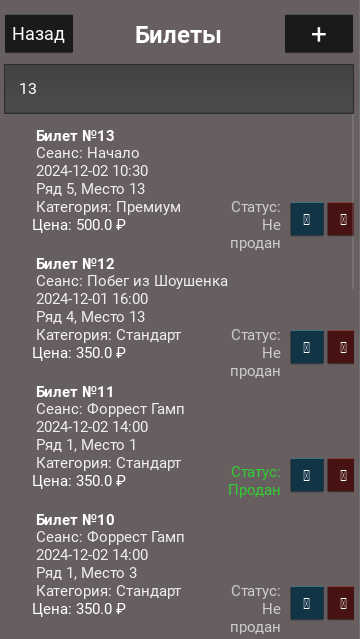 Назад
Билеты
+
13
Билет №13
Сеанс: Начало
2024-12-02 10:30
Ряд 5, Место 13
Категория: Премиум
Цена: 500.0 ₽
Статус:
Не
продан
Билет №12
Сеанс: Побег из Шоушенка
2024-12-01 16:00
Ряд 4, Место 13
Категория: Стандарт
Цена: 350.0 ₽
Статус:
Не
продан
Билет №11
Сеанс: Форрест Гамп
2024-12-02 14:00
Ряд 1, Место 1
Категория: Стандарт
Цена: 350.0 ₽
Статус:
Продан
Билет №10
Сеанс: Форрест Гамп
2024-12-02 14:00
Ряд 1, Место 3
Категория: Стандарт
Цена: 350.0 ₽
Статус:
Не
продан